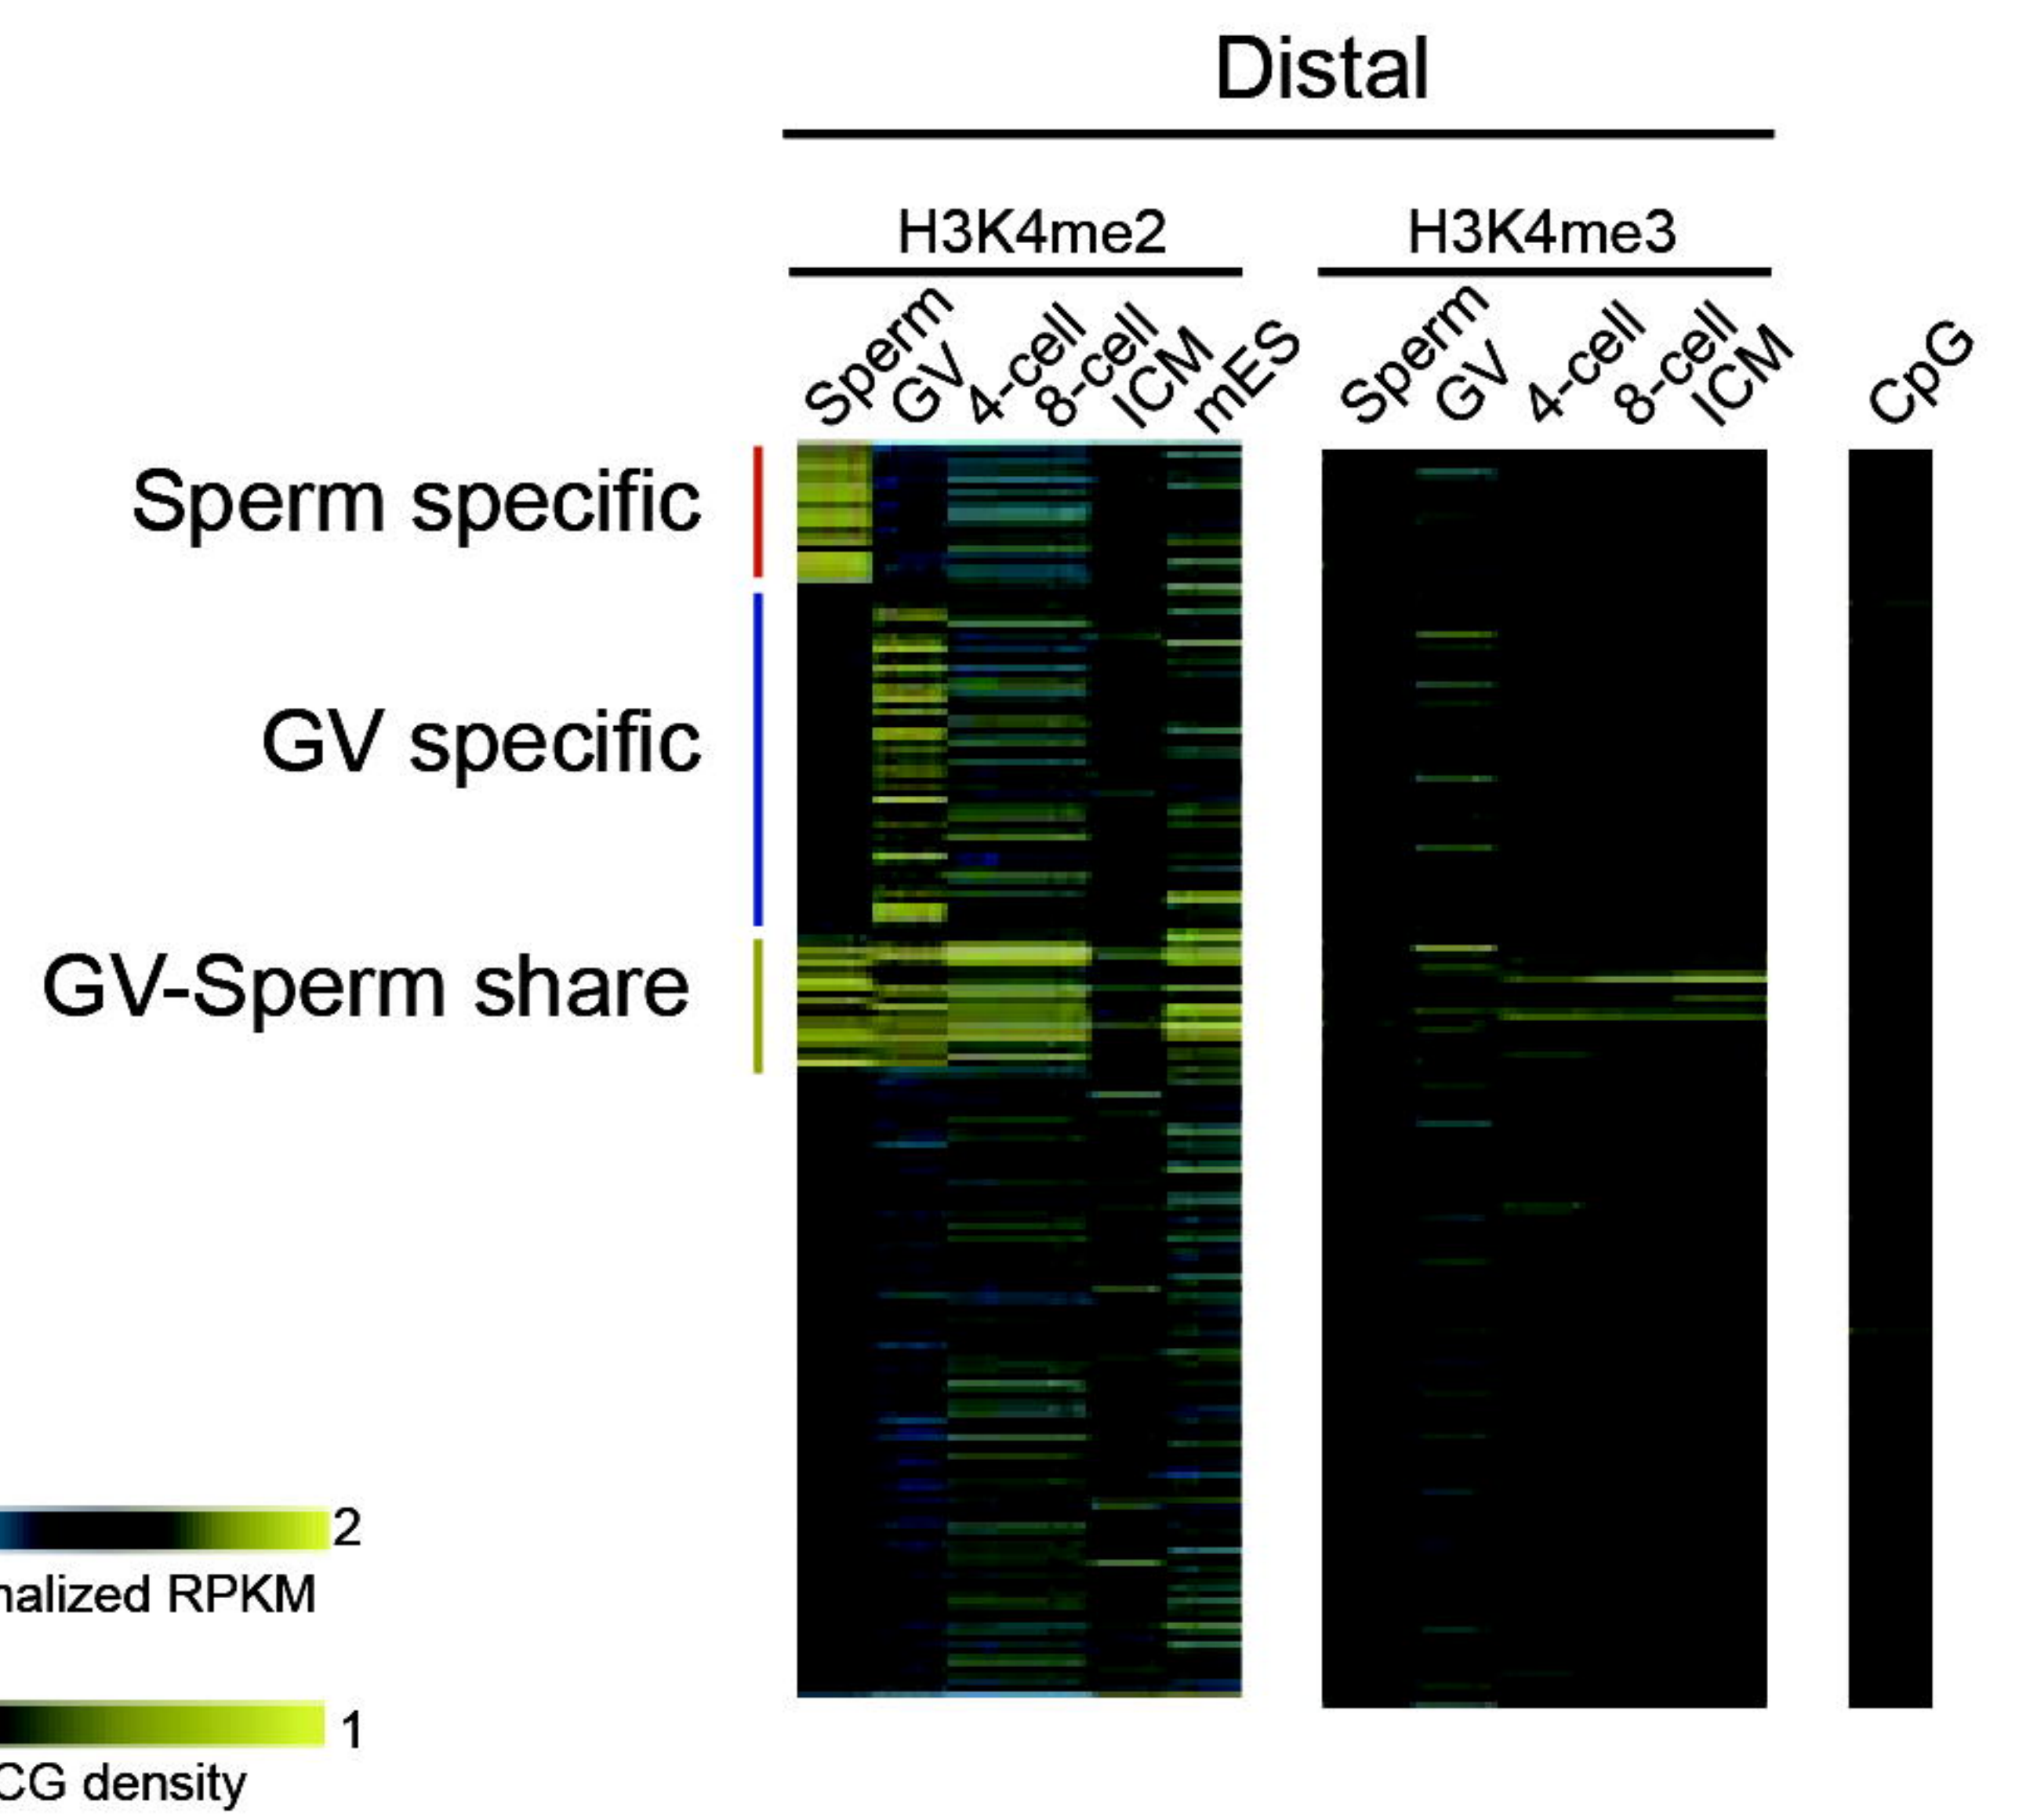 Distal
H3K4me2 H3K4me3
Sperm GV 4-cell 8-cell ICM mES Sperm GV 4-cell 8-cell ICM CpG
Sperm specific
GV specific
GV-Sperm share
2
nalized RPKM
1
CG density